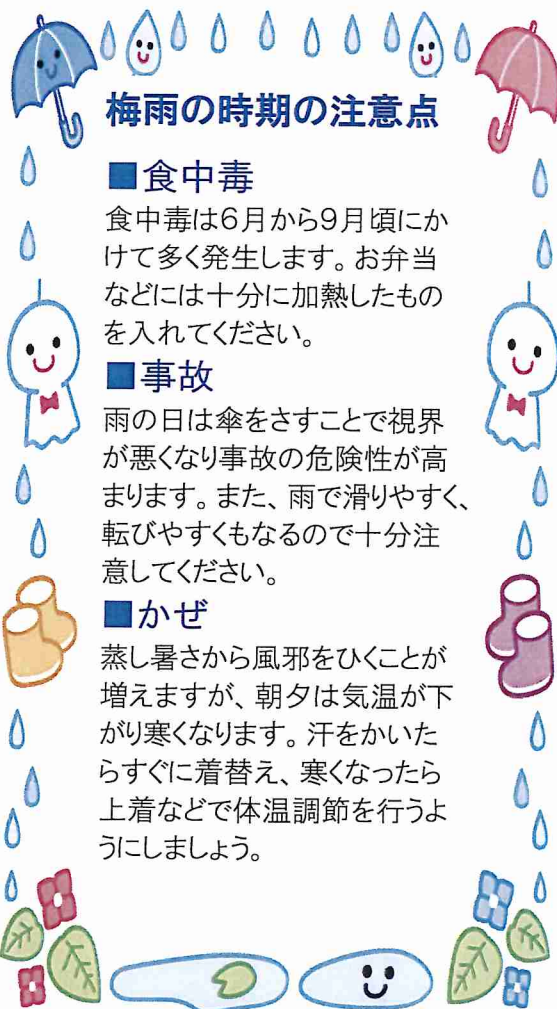 梅雨の時期の注意点
■食中毒
食中毒は6月から9月頃にか
けて多く発生します。お弁当
などには十分に加熱したもの
を入れてください。
■事故
雨の日は傘をさすことで視界
が悪くなり事故の危険性が高
まります。また、雨で滑りやすく、
転びやすくもなるので十分注
意してください。
■かぜ
蒸し暑さから風邪をひくことが
増えますが、朝夕は気温が下
がり寒くなります。汗をかいた
らすぐに着替え、寒くなったら
上着などで体温調節を行うよ
うにしましょう。